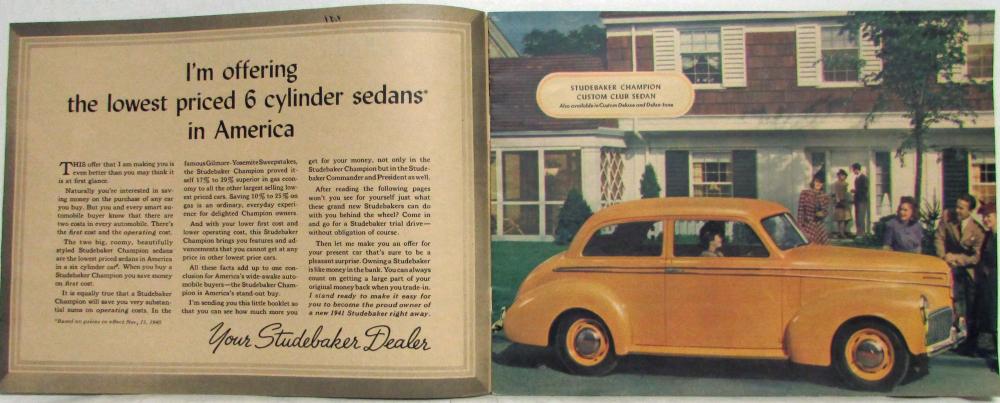 I'm offering
the lowest priced 6 cylinder sedans*
in America
THIS offer that I am making you is
even better than you may think it
is at first glance.
Naturally you're interested in sav-
ing money on the purchase of any car
you buy. But you and every smart au-
tomobile buyer know that there are
two costs in every automobile. There's
the first cost and the operating cost.
The two big, roomy, beautifully
styled Studebaker Champion sedans
are the lowest priced sedans in America
in a six cylinder car*. When you buy a
Studebaker Champion you save money
on first cost.
It is equally true that a Studebaker
Champion will save you very substan-
tial sums on operating costs. In the
*Based on prices in effect Nov. 11, 1940
famous Gilmore-Yosemite Sweepstakes,
the Studebaker Champion proved it-
self 17% to 29% superior in gas econ-
omy to all the other largest selling low-
est priced cars. Saving 10% to 25% on
gas is an ordinary, everyday experi-
ence for delighted Champion owners.
And with your lower first cost and
lower operating cost, this Studebaker
Champion brings you features and ad-
vancements that you cannot get at any
price in other lowest price cars.
All these facts add up to one con-
clusion for America's wide-awake auto-
mobile buyers—the Studebaker Cham-
pion is America's stand-out buy.
I'm sending you this little booklet so
that you can see how much more you
get for your money, not only in the
Studebaker Champion but in the Stude-
baker Commander and President as well.
After reading the following pages
won't you see for yourself just what
these grand new Studebakers can do
with you behind the wheel? Come in
and go for a Studebaker trial drive—
without obligation of course.
Then let me make you an offer for
your present car that's sure to be a
pleasant surprise. Owning a Studebaker
is like money in the bank. You can always
count on getting a large part of your
original money back when you trade-in.
I stand ready to make it easy for
you to become the proud owner of
a new 1941 Studebaker right away.
Your Studebaker Dealer
STUDEBAKER CHAMPION
CUSTOM CLUB SEDAN
Also available in Custom Deluxe and Delux-tone